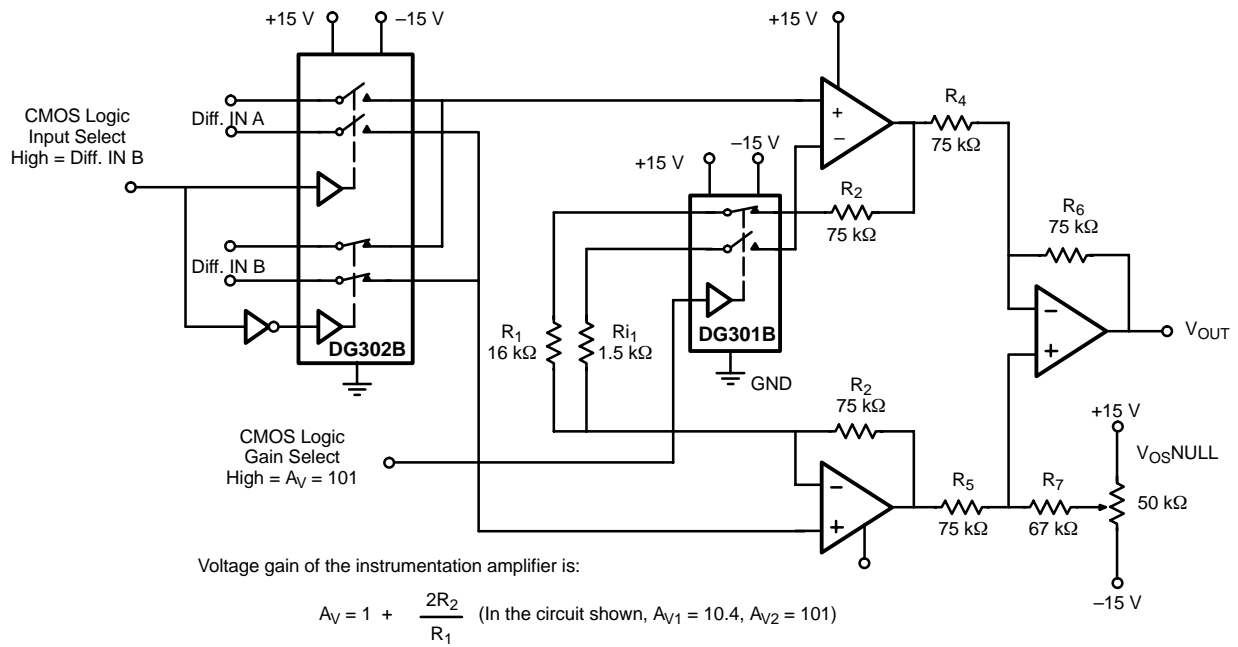 +15 V
–15 V
+15 V
CMOS Logic
Input Select
High = Diff. IN B
Diff. IN A
Diff. IN B
DG302B
+
–
R4
75 kΩ
+15 V
–15 V
R2
75 kΩ
R6
75 kΩ
DG301B
GND
R1
16 kΩ
Ri1
1.5 kΩ
–
+
VOUT
R2
75 kΩ
CMOS Logic
Gain Select
High = AV = 101
–
+
R5
75 kΩ
R7
67 kΩ
+15 V
VOSNULL
50 kΩ
–15 V
Voltage gain of the instrumentation amplifier is:
AV = 1 + 2R2 / R1 (In the circuit shown, AV1 = 10.4, AV2 = 101)